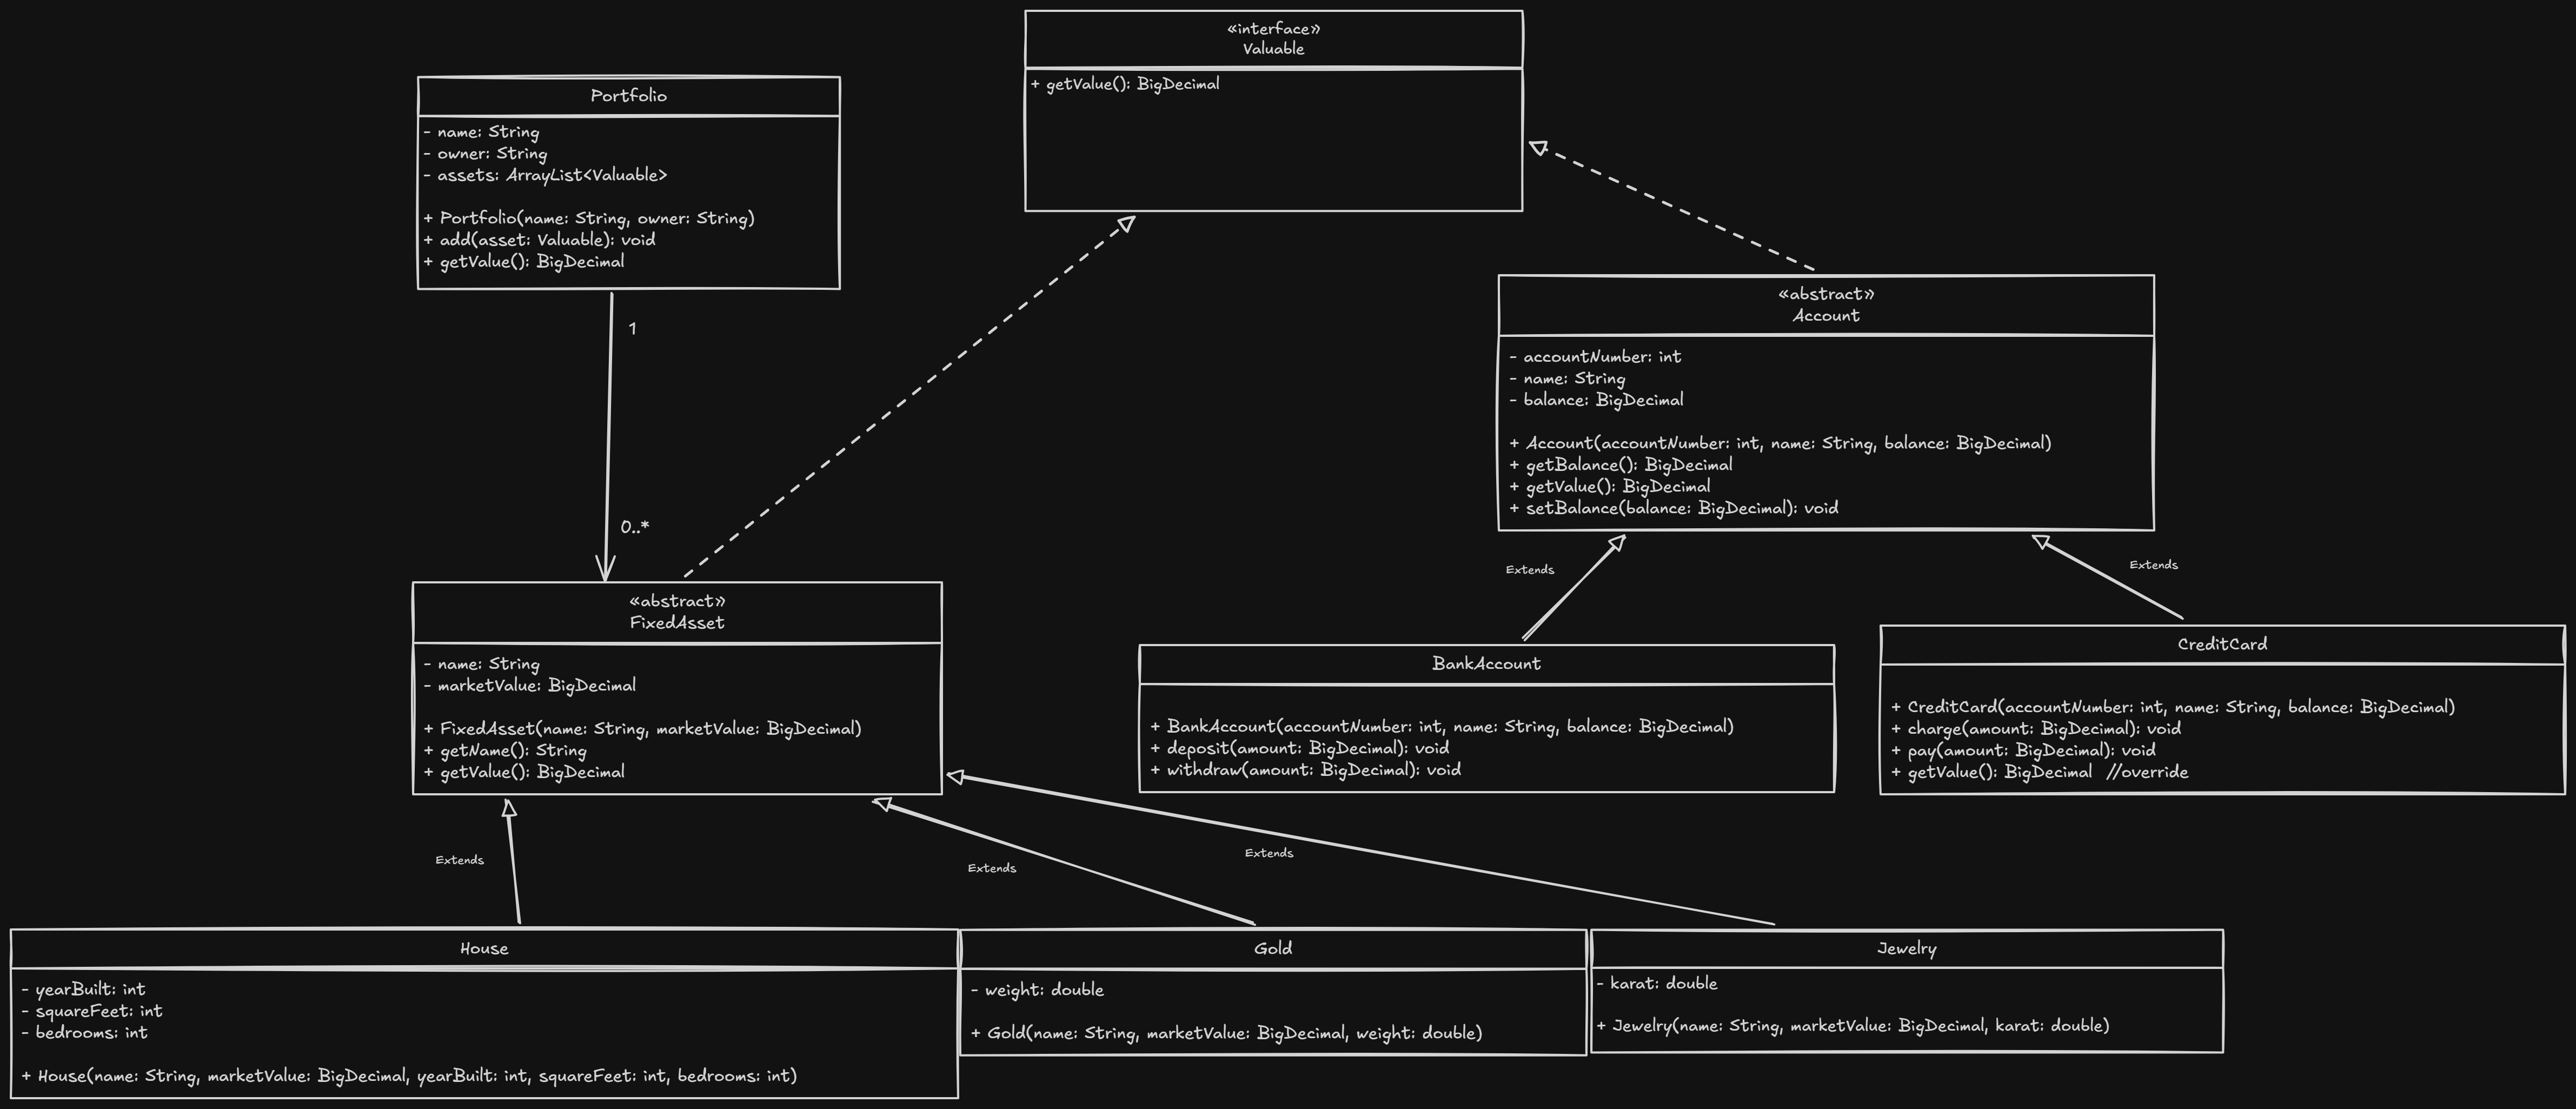 «interface»
Valuable
+ getValue(): BigDecimal
Portfolio
- name: String
- owner: String
- assets: ArrayList<Valuable>
+ Portfolio(name: String, owner: String)
+ add(asset: Valuable): void
+ getValue(): BigDecimal
1
0..*
«abstract»
Account
- accountNumber: int
- name: String
- balance: BigDecimal
+ Account(accountNumber: int, name: String, balance: BigDecimal)
+ getBalance(): BigDecimal
+ getValue(): BigDecimal
+ setBalance(balance: BigDecimal): void
Extends
Extends
«abstract»
FixedAsset
- name: String
- marketValue: BigDecimal
+ FixedAsset(name: String, marketValue: BigDecimal)
+ getName(): String
+ getValue(): BigDecimal
BankAccount
+ BankAccount(accountNumber: int, name: String, balance: BigDecimal)
+ deposit(amount: BigDecimal): void
+ withdraw(amount: BigDecimal): void
CreditCard
+ CreditCard(accountNumber: int, name: String, balance: BigDecimal)
+ charge(amount: BigDecimal): void
+ pay(amount: BigDecimal): void
+ getValue(): BigDecimal //override
Extends
Extends
Extends
House
- yearBuilt: int
- squareFeet: int
- bedrooms: int
+ House(name: String, marketValue: BigDecimal, yearBuilt: int, squareFeet: int, bedrooms: int)
Gold
- weight: double
+ Gold(name: String, marketValue: BigDecimal, weight: double)
Jewelry
- karat: double
+ Jewelry(name: String, marketValue: BigDecimal, karat: double)